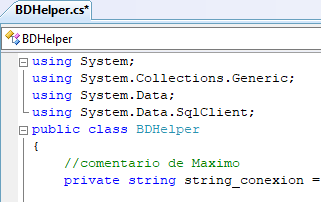 BDHelper.cs*
BDHelper
using System;
using System.Collections.Generic;
using System.Data;
using System.Data.SqlClient;
public class BDHelper
{
//comentario de Maximo
private string string_conexion =